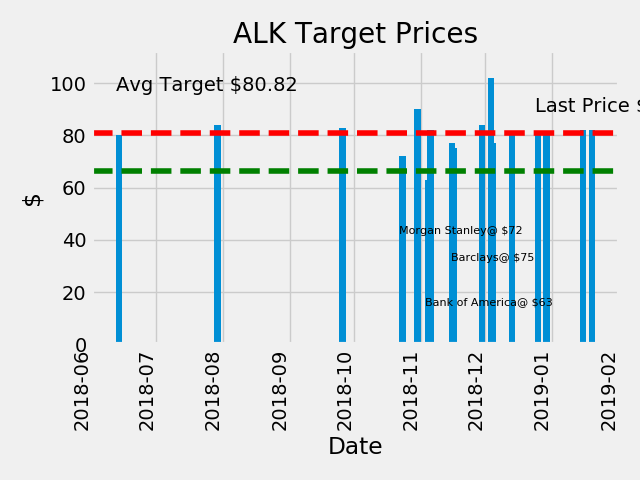 ALK Target Prices
Avg Target $80.82
Last Price $
100
80
60
40
20
0
$
Morgan Stanley@ $72
Barclays@ $75
Bank of America@ $63
2018-06
2018-07
2018-08
2018-09
2018-10
2018-11
2018-12
2019-01
2019-02
Date